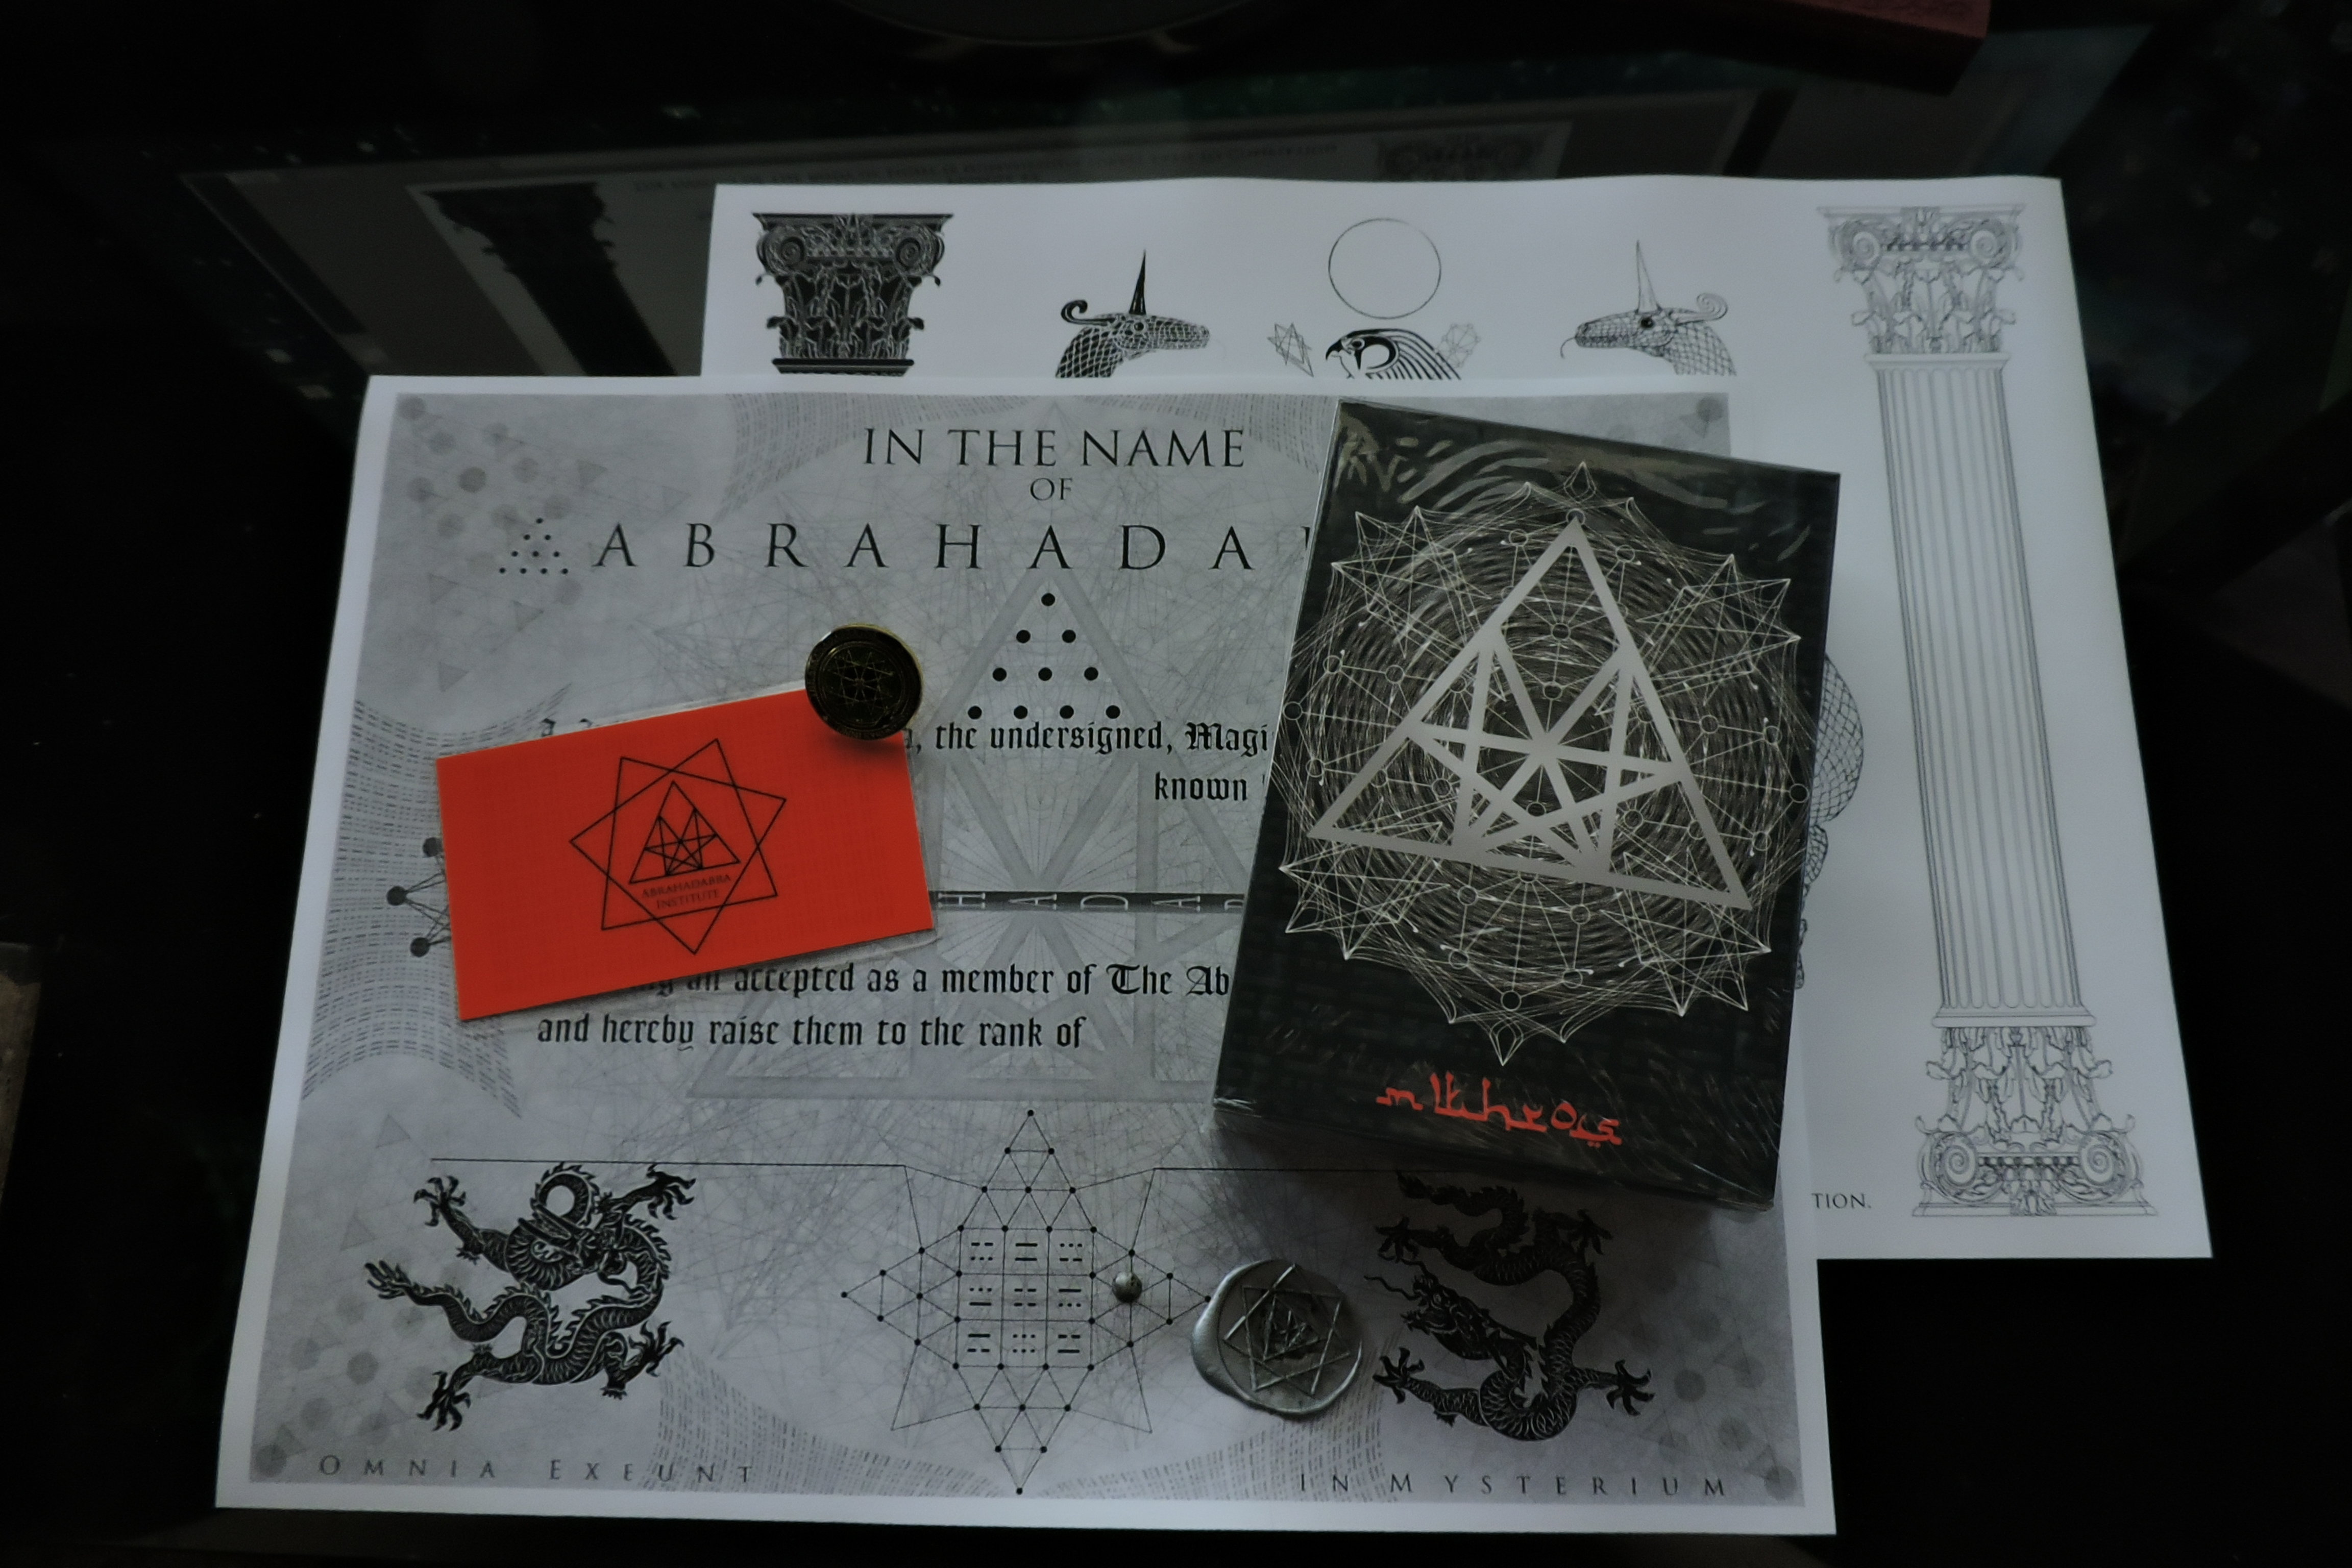 IN THE NAME
OF
ABRAHADA
, the undersigned, Magi
known
H A D A
accepted as a member of The Ab
and hereby raise them to the rank of
OMNIA EXEUNT
IN MYSTERIUM
ABRAHADABRA
INSTITUTE
TION.